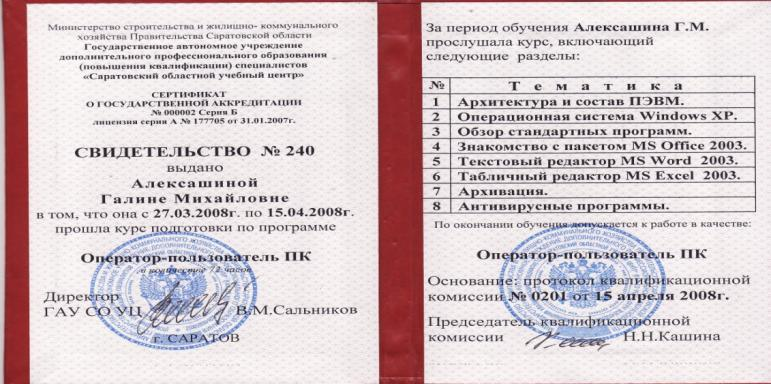 Министерство строительства и жилищно- коммунального
хозяйства Правительства Саратовской области
Государственное автономное учреждение
дополнительного профессионального образования
(повышения квалификации) специалистов
«Саратовский областной учебный центр»
СЕРТИФИКАТ
О ГОСУДАРСТВЕННОЙ АККРЕДИТАЦИИ
№ 000002 Серия Б
лицензия серия А № 177705 от 31.01.2007г.
СВИДЕТЕЛЬСТВО № 240
выдано
Алексашиной
Галине Михайловне
в том, что она с 27.03.2008г. по 15.04.2008г.
прошла курс подготовки по программе
Оператор-пользователь ПК
в количестве 72 часов
Директор
ГАУ СО УЦ В.М.Сальников
г. САРАТОВ
За период обучения Алексашина Г.М.
прослушала курс, включающий
следующие разделы:
№ Тематика
1 Архитектура и состав ПЭВМ.
2 Операционная система Windows XP.
3 Обзор стандартных программ.
4 Знакомство с пакетом MS Office 2003.
5 Текстовый редактор MS Word 2003.
6 Табличный редактор MS Excel 2003.
7 Архивация.
8 Антивирусные программы.
По окончании обучения допускается к работе в качестве:
Оператор-пользователь ПК
Основание: протокол квалификационной
комиссии № 0201 от 15 апреля 2008г.
Председатель квалификационной
комиссии Н.Н.Кашина